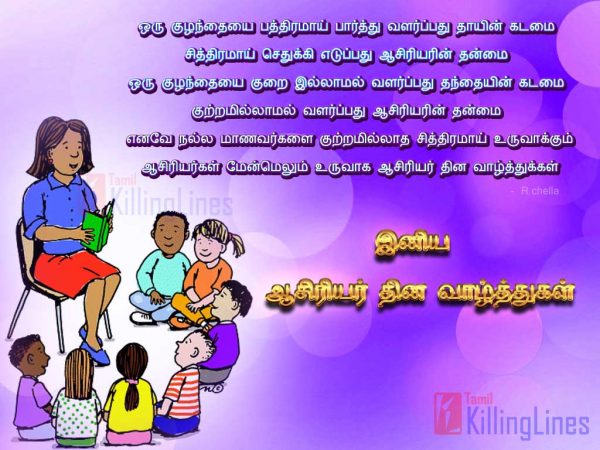 ஒரு குழந்தையை பத்திரமாய் பார்த்து வளர்ப்பது தாயின் கடமை
சித்திரமாய் செதுக்கி எடுப்பது ஆசிரியரின் தன்மை
ஒரு குழந்தையை குறை இல்லாமல் வளர்ப்பது தந்தையின் கடமை
குற்றமில்லாமல் வளர்ப்பது ஆசிரியரின் தன்மை
எனவே நல்ல மாணவர்களை குற்றமில்லாத சித்திரமாய் உருவாக்கும்
ஆசிரியர்கள் மேன்மெலும் உருவாக ஆசிரியர் தின வாழ்த்துக்கள்
- R.chella
Tamil
KillingLines
இனிய
ஆசிரியர் தின வாழ்த்துகள்
Tamil
KillingLines